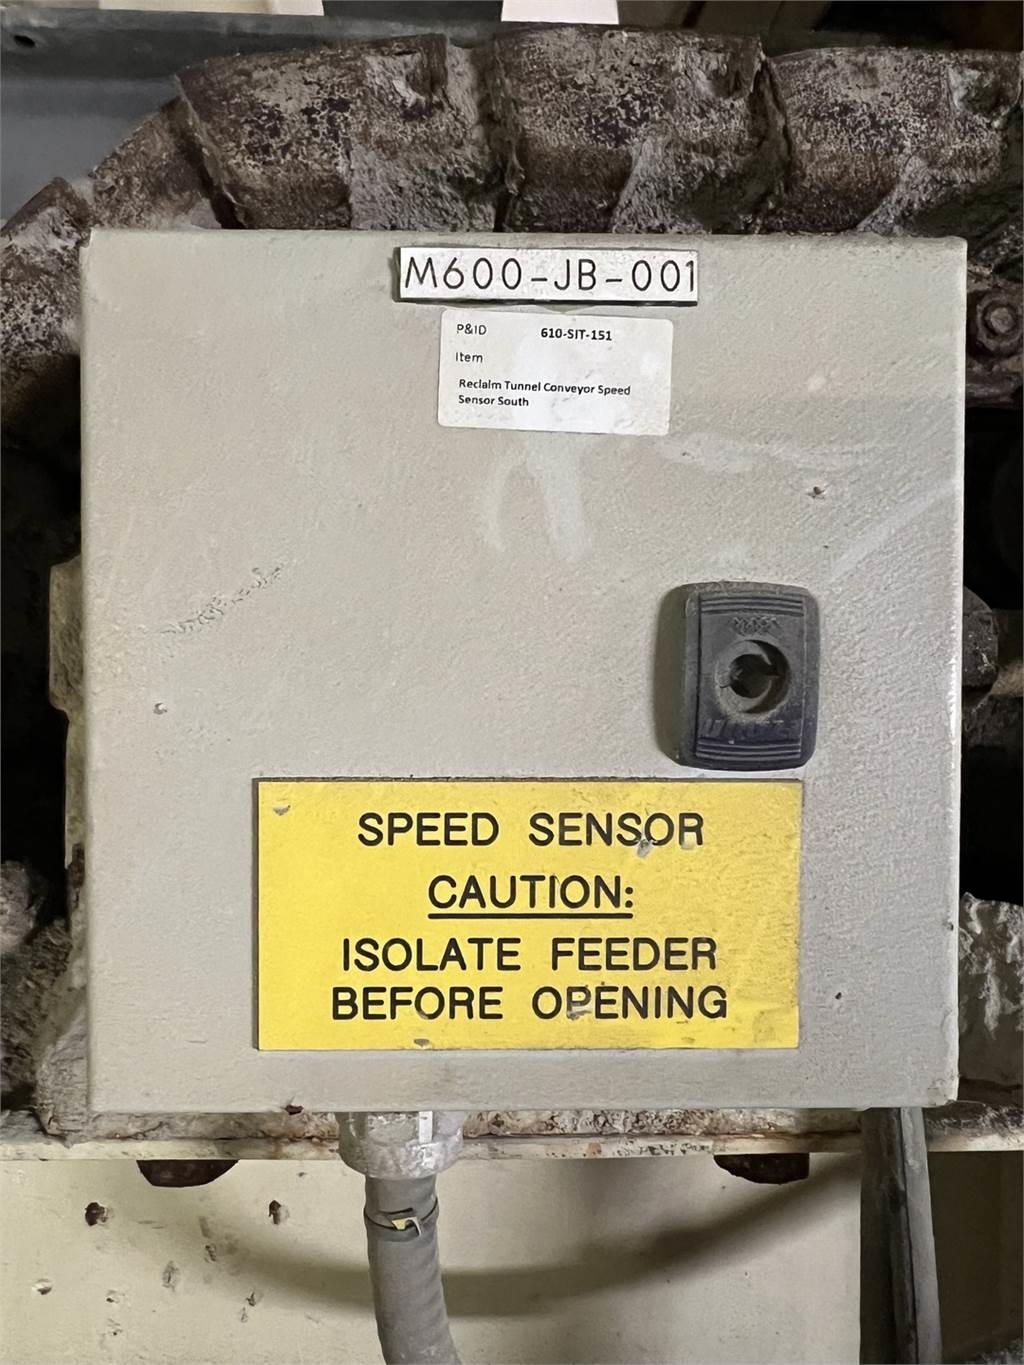 M600-JB-001
P&ID 610-SIT-151
Item
Reclaim Tunnel Conveyor Speed
Sensor South
SPEED SENSOR
CAUTION:
ISOLATE FEEDER
BEFORE OPENING